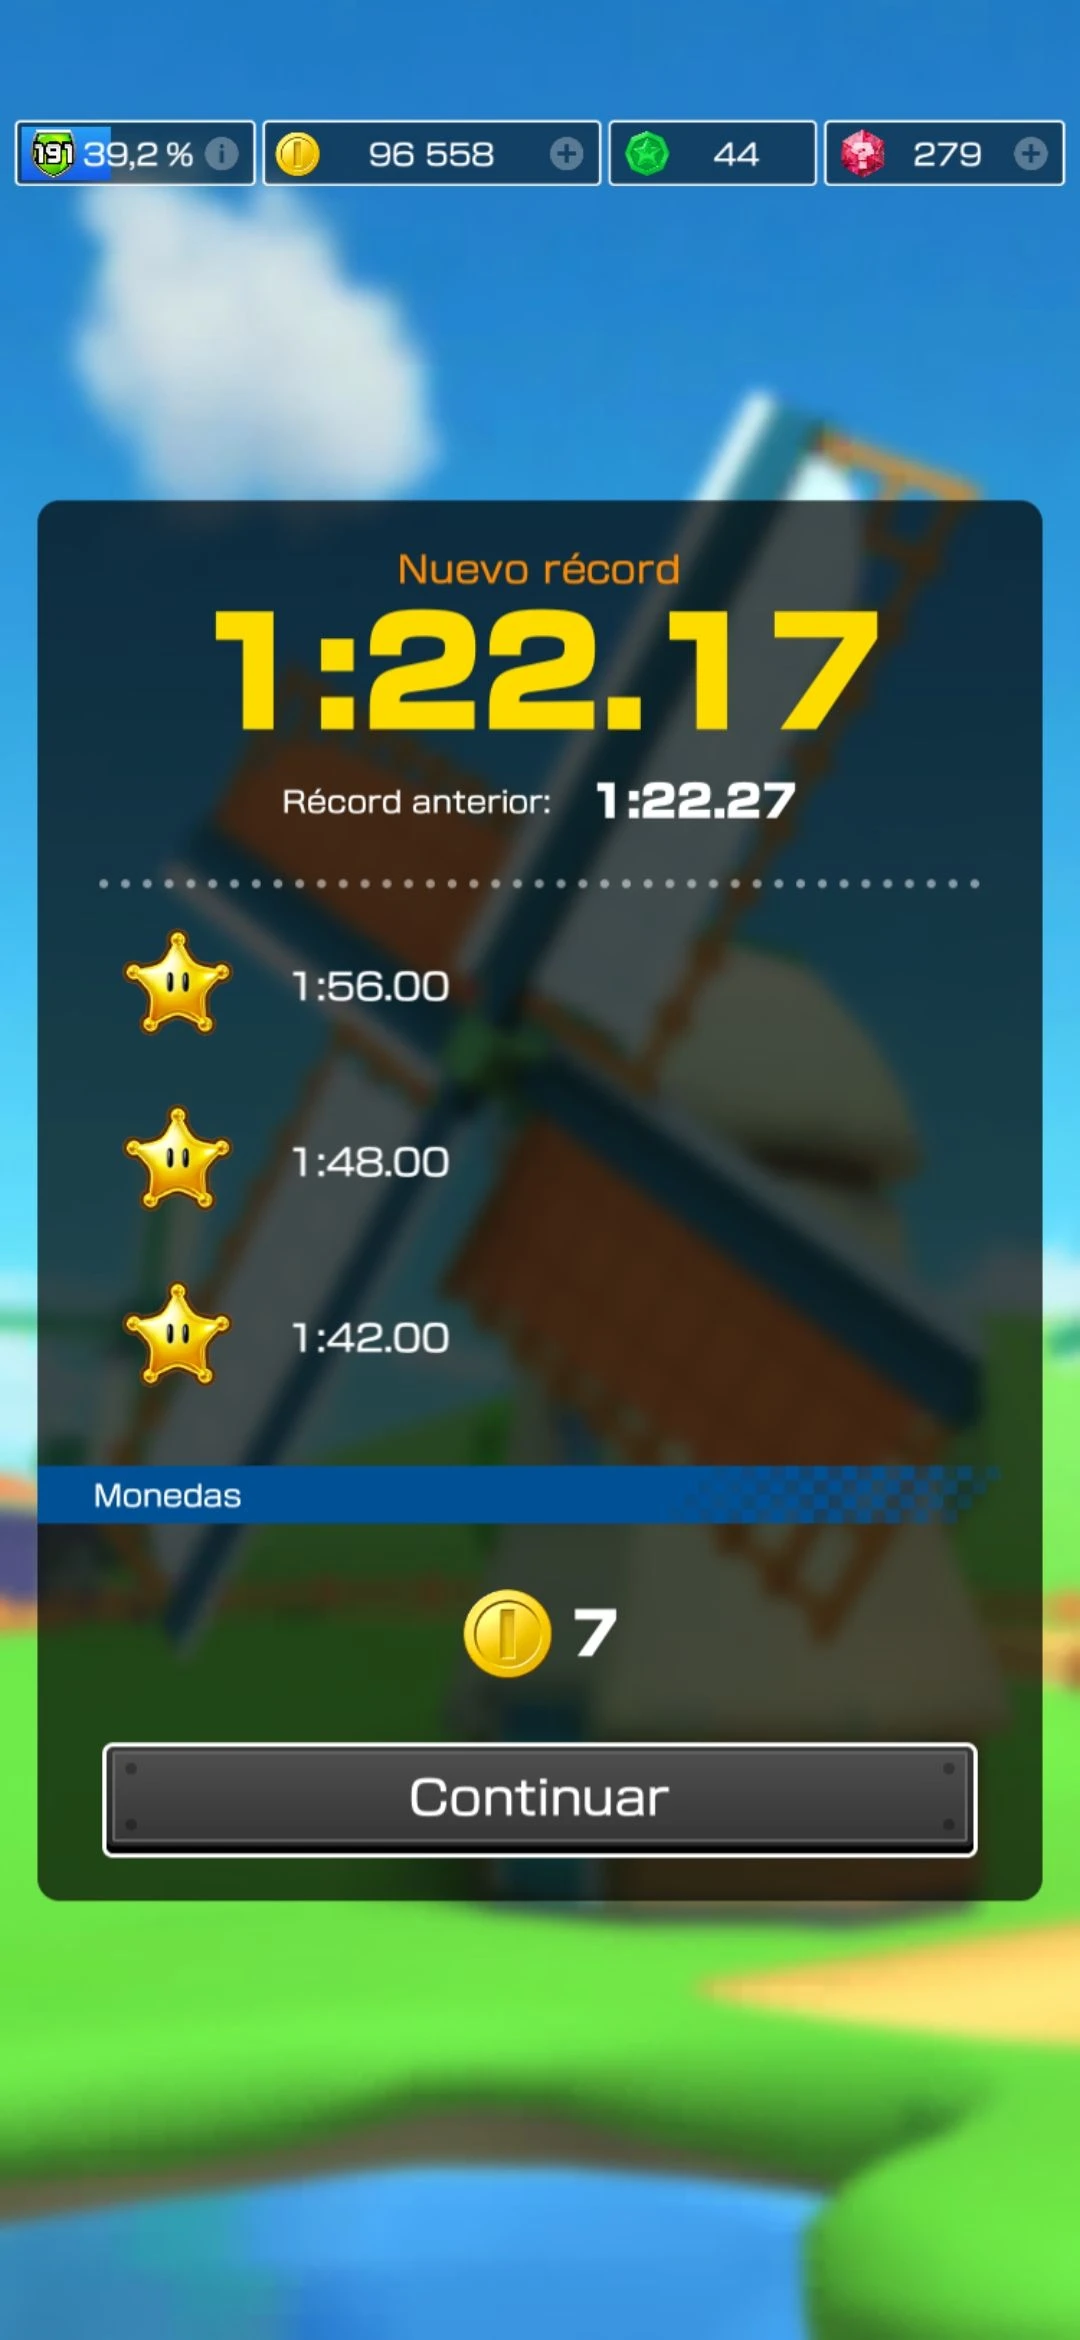 191 39,2 % i 96 558 + 44 ? 279 +
Nuevo récord
1:22.17
Récord anterior: 1:22.27
1:56.00
1:48.00
1:42.00
Monedas
7
Continuar